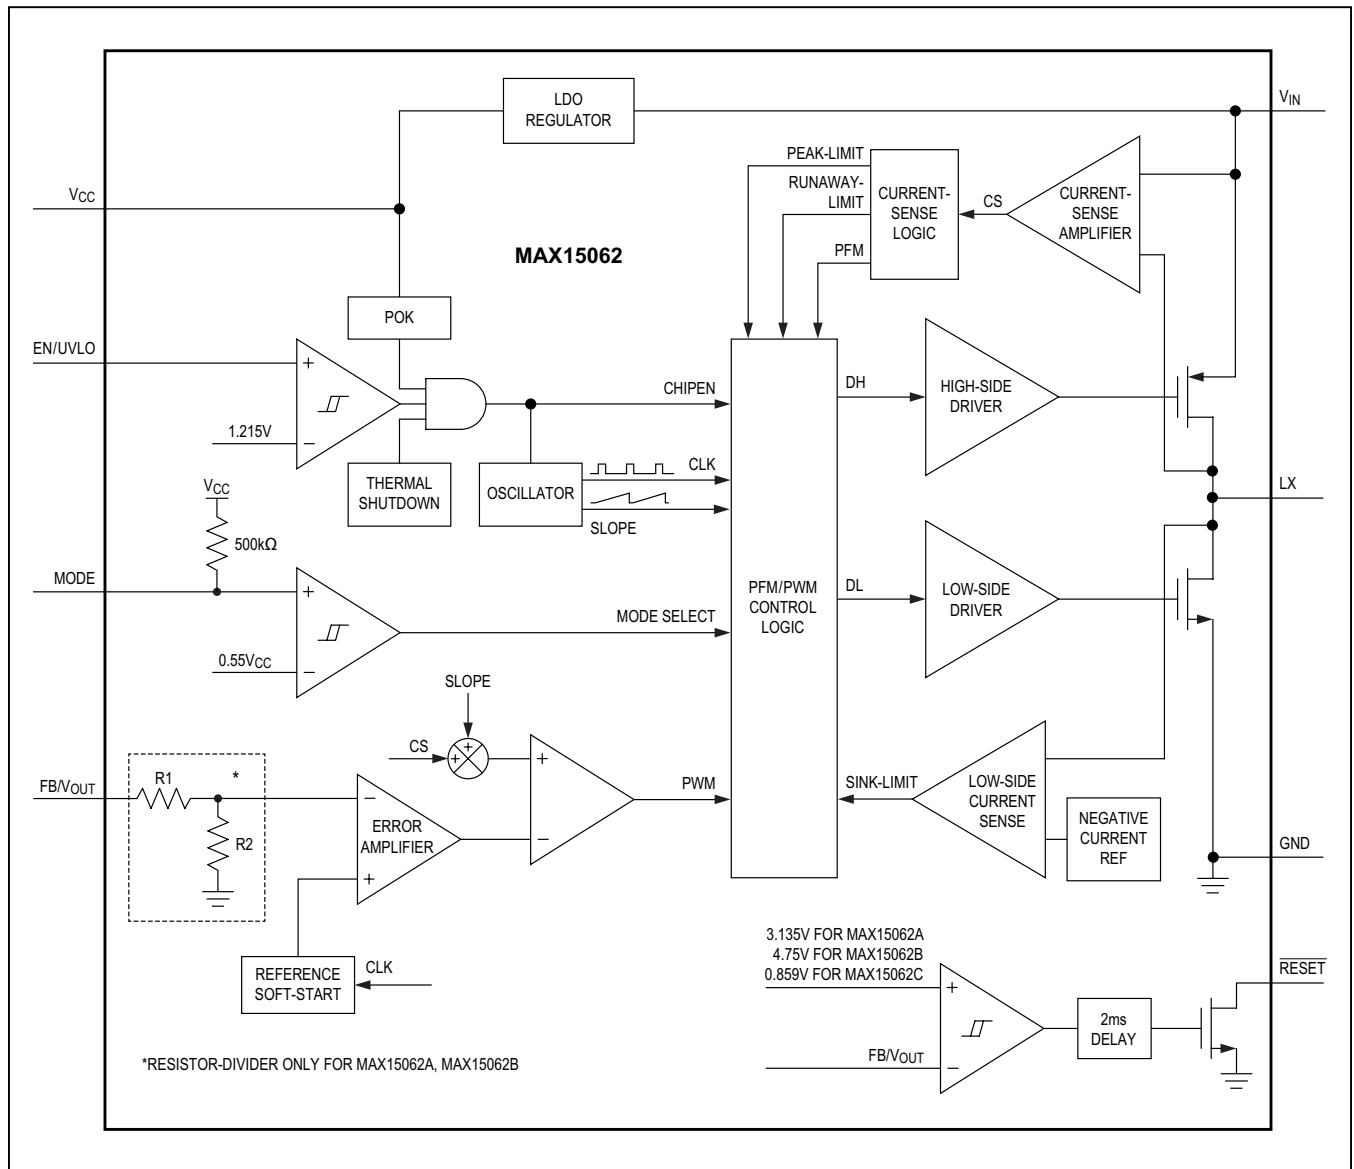 LDO
REGULATOR
VIN
PEAK-LIMIT
RUNAWAY-
LIMIT
PFM
CURRENT-
SENSE
LOGIC
CS
CURRENT-
SENSE
AMPLIFIER
VCC
MAX15062
POK
EN/UVLO
+
1.215V
−
THERMAL
SHUTDOWN
CHIPEN
OSCILLATOR
CLK
SLOPE
DH
HIGH-SIDE
DRIVER
LX
VCC
500kΩ
MODE
+
0.55VCC
−
MODE SELECT
PFM/PWM
CONTROL
LOGIC
DL
LOW-SIDE
DRIVER
SLOPE
CS
+
+
+
−
PWM
FB/VOUT
R1
*
R2
−
ERROR
AMPLIFIER
+
SINK-LIMIT
LOW-SIDE
CURRENT
SENSE
NEGATIVE
CURRENT
REF
GND
REFERENCE
SOFT-START
CLK
3.135V FOR MAX15062A
4.75V FOR MAX15062B
0.859V FOR MAX15062C
+
FB/VOUT
−
2ms
DELAY
RESET
*RESISTOR-DIVIDER ONLY FOR MAX15062A, MAX15062B